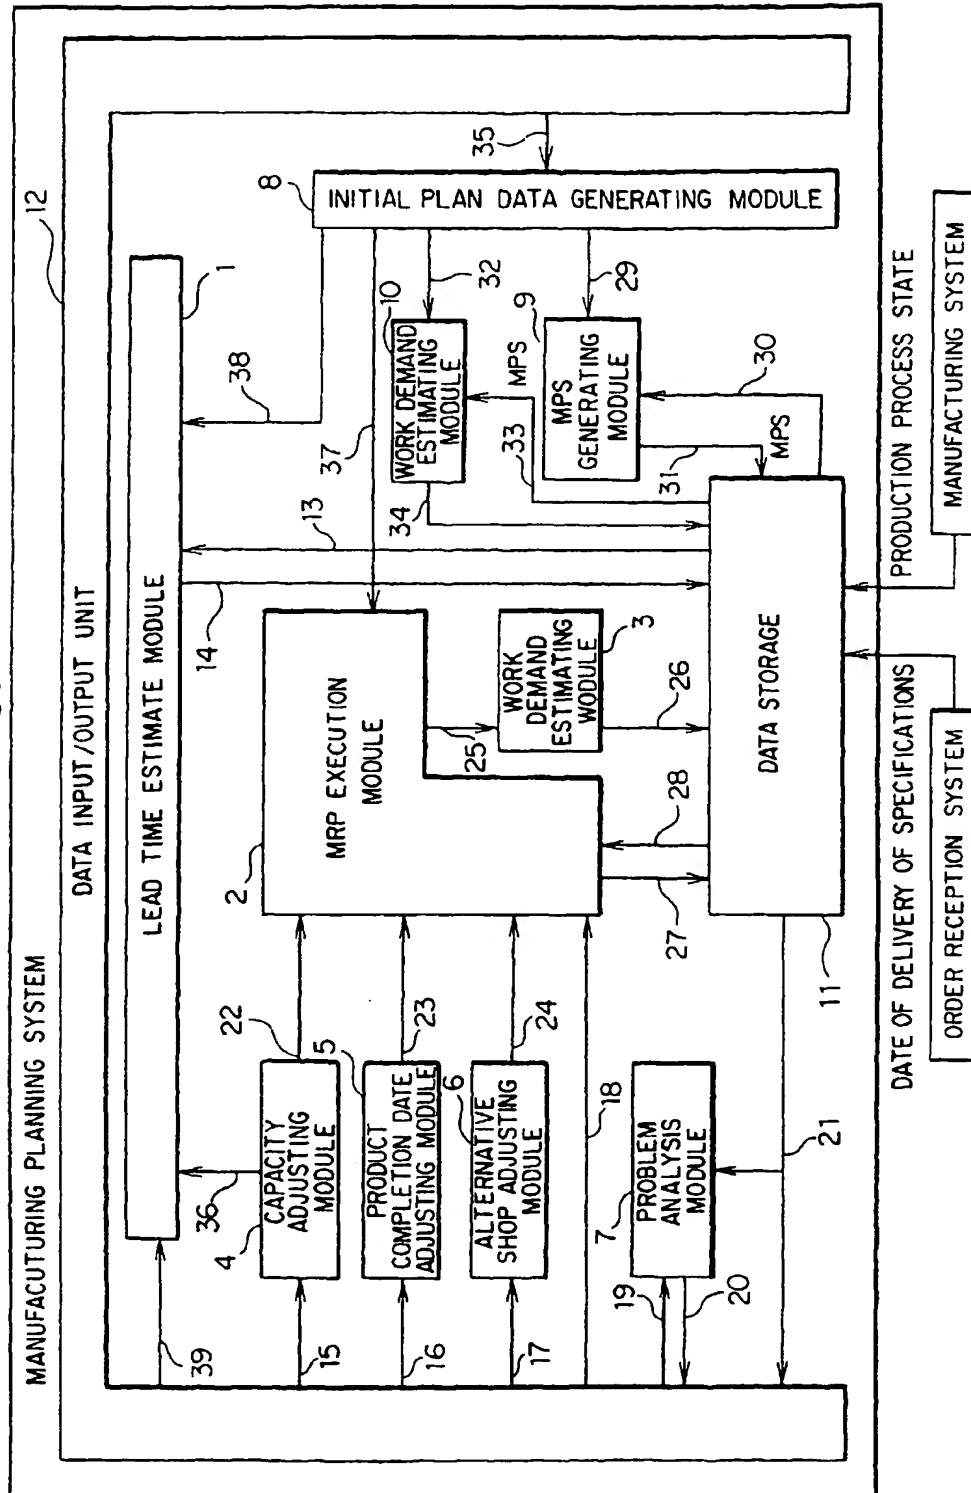 MANUFACUTURING PLANNING SYSTEM
12
DATA INPUT/OUTPUT UNIT
LEAD TIME ESTIMATE MODULE
1
39
36
14
13
38
37
15
4
CAPACITY
ADJUSTING
MODULE
22
2
MRP EXECUTION
MODULE
16
5
PRODUCT
COMPLETION DATE
ADJUSTING MODULE
23
17
6
ALTERNATIVE
SHOP ADJUSTING
MODULE
24
25
WORK
DEMAND
ESTIMATING
WODULE
3
26
34
10
WORK DEMAND
ESTIMATING
MODULE
32
33
MPS
8
INITIAL PLAN DATA GENERATING MODULE
35
9
MPS
GENERATING
MODULE
29
30
31
MPS
18
7
PROBLEM
ANALYSIS
MODULE
19
20
21
27
28
DATA STORAGE
11
DATE OF DELIVERY OF SPECIFICATIONS
PRODUCTION PROCESS STATE
ORDER RECEPTION SYSTEM
MANUFACTURING SYSTEM